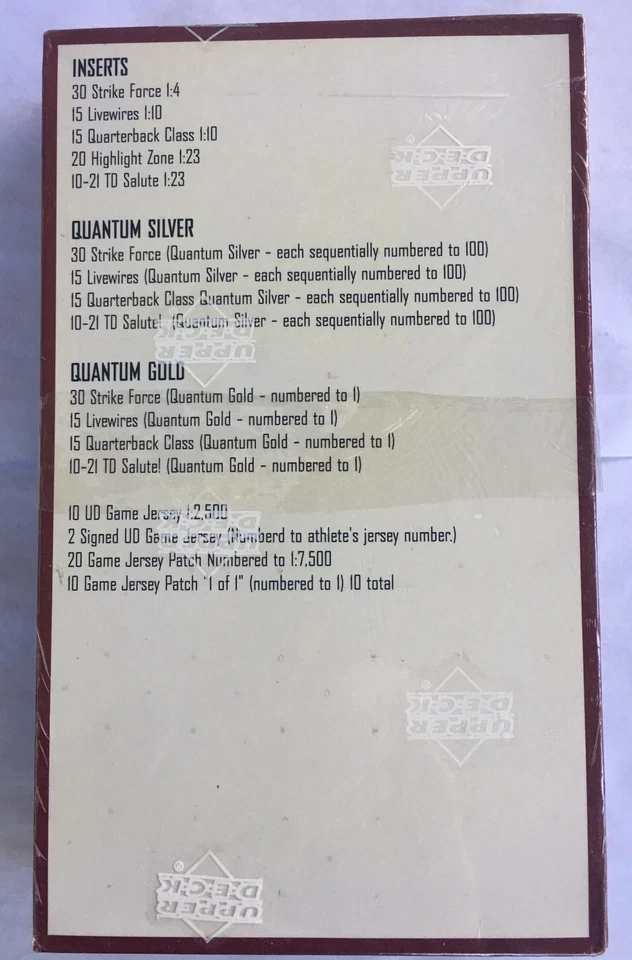 INSERTS
30 Strike Force 1:4
15 Livewires 1:10
15 Quarterback Class 1:10
20 Highlight Zone 1:23
10-21 TD Salute 1:23
QUANTUM SILVER
30 Strike Force (Quantum Silver - each sequentially numbered to 100)
15 Livewires (Quantum Silver - each sequentially numbered to 100)
15 Quarterback Class Quantum Silver - each sequentially numbered to 100)
10-21 TD Salute! (Quantum Silver - each sequentially numbered to 100)
QUANTUM GOLD
30 Strike Force (Quantum Gold - numbered to 1)
15 Livewires (Quantum Gold - numbered to 1)
15 Quarterback Class (Quantum Gold - numbered to 1)
10-21 TD Salute! (Quantum Gold - numbered to 1)
10 UD Game Jersey 1:2,500
2 Signed UD Game Jersey (Numberd to athlete's jersey number.)
20 Game Jersey Patch Numbered to 1:7,500
10 Game Jersey Patch "1 of 1" (numbered to 1) 10 total
UPPER
DECK
®
UPPER
DECK
UPPER
DECK
UPPER
DECK
®
UPPER
DECK
®